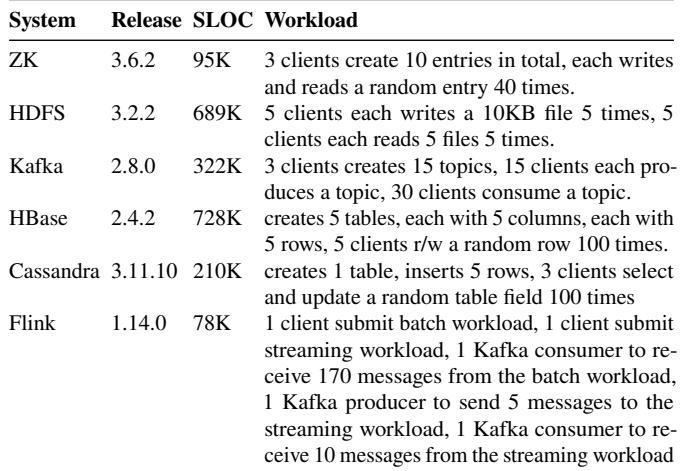 System Release SLOC Workload
ZK 3.6.2 95K 3 clients create 10 entries in total, each writes
and reads a random entry 40 times.
HDFS 3.2.2 689K 5 clients each writes a 10KB file 5 times, 5
clients each reads 5 files 5 times.
Kafka 2.8.0 322K 3 clients creates 15 topics, 15 clients each pro-
duces a topic, 30 clients consume a topic.
HBase 2.4.2 728K creates 5 tables, each with 5 columns, each with
5 rows, 5 clients r/w a random row 100 times.
Cassandra 3.11.10 210K creates 1 table, inserts 5 rows, 3 clients select
and update a random table field 100 times
Flink 1.14.0 78K 1 client submit batch workload, 1 client submit
streaming workload, 1 Kafka consumer to re-
ceive 170 messages from the batch workload,
1 Kafka producer to send 5 messages to the
streaming workload, 1 Kafka consumer to re-
ceive 10 messages from the streaming workload